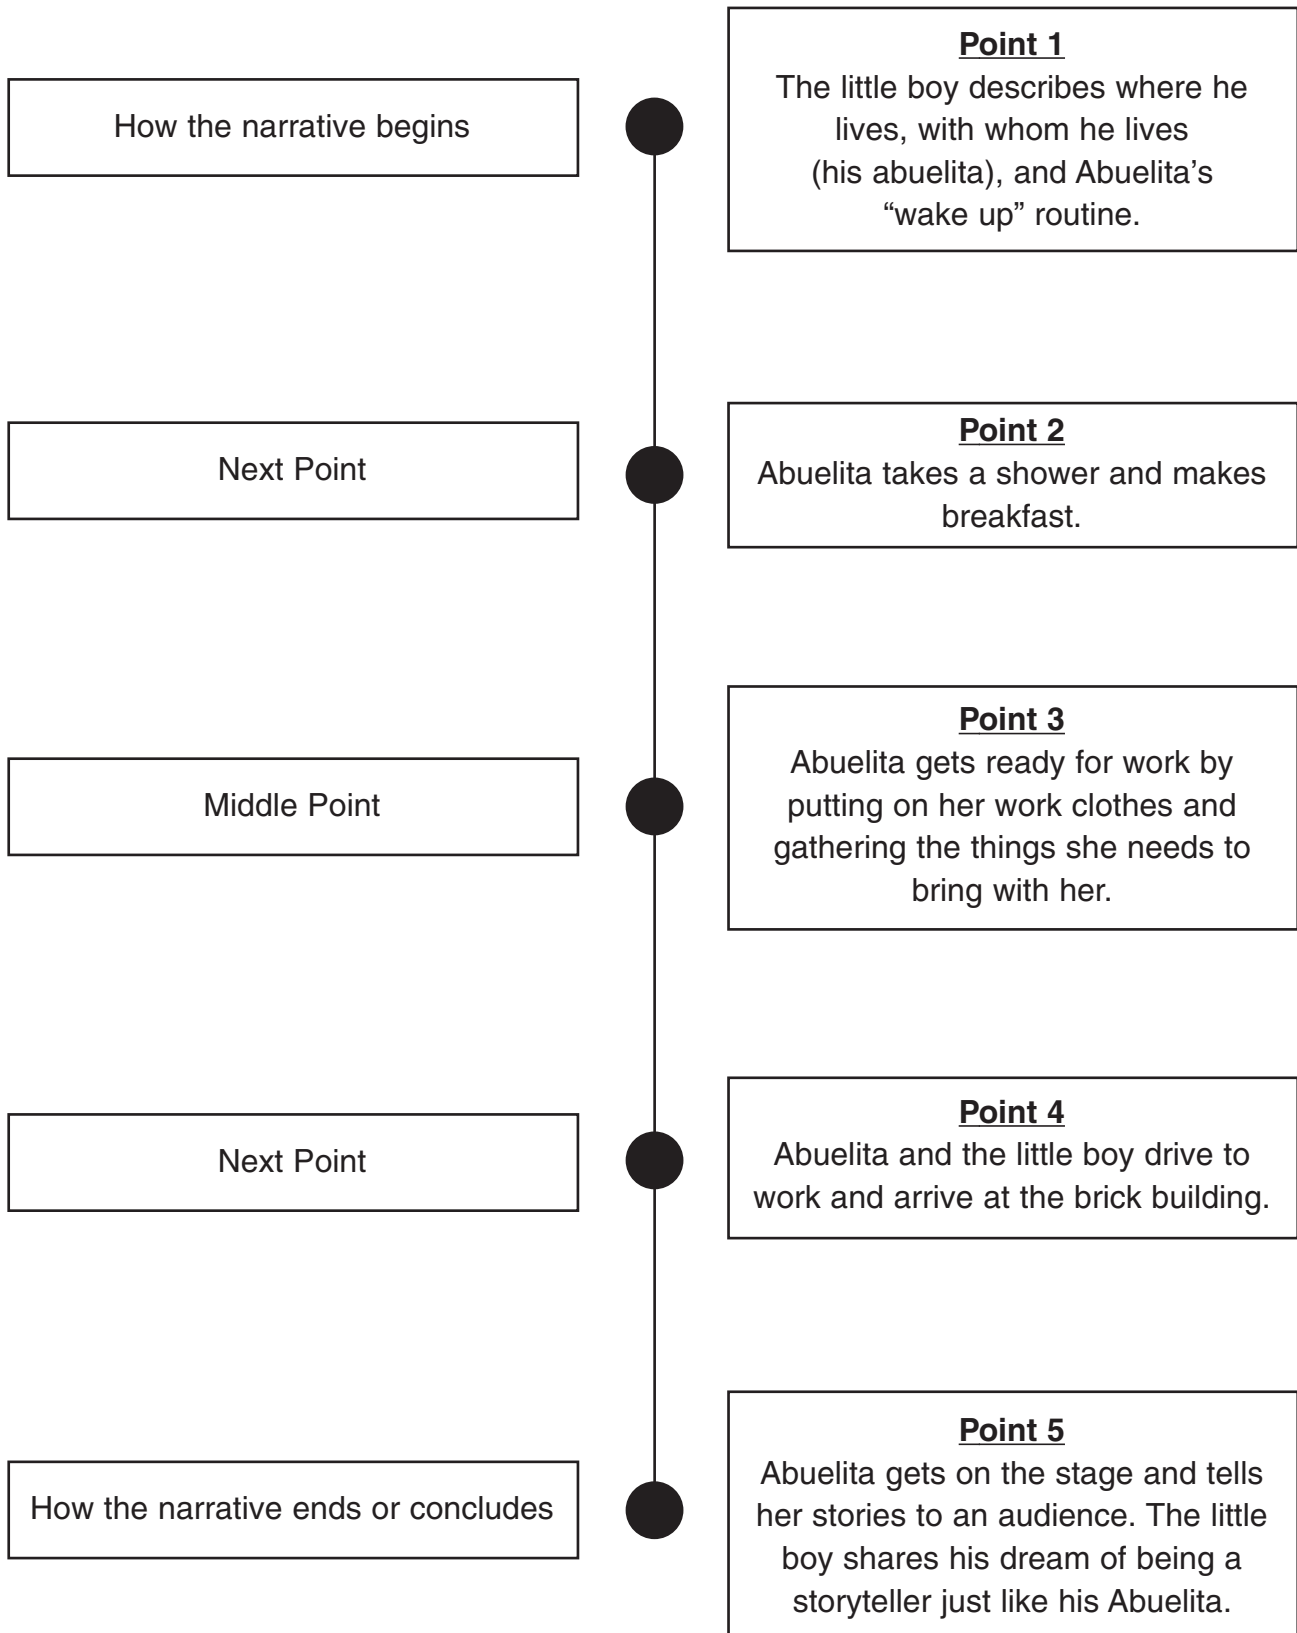 How the narrative begins
Point 1
The little boy describes where he
lives, with whom he lives
(his abuelita), and Abuelita’s
“wake up” routine.
Next Point
Point 2
Abuelita takes a shower and makes
breakfast.
Middle Point
Point 3
Abuelita gets ready for work by
putting on her work clothes and
gathering the things she needs to
bring with her.
Next Point
Point 4
Abuelita and the little boy drive to
work and arrive at the brick building.
How the narrative ends or concludes
Point 5
Abuelita gets on the stage and tells
her stories to an audience. The little
boy shares his dream of being a
storyteller just like his Abuelita.